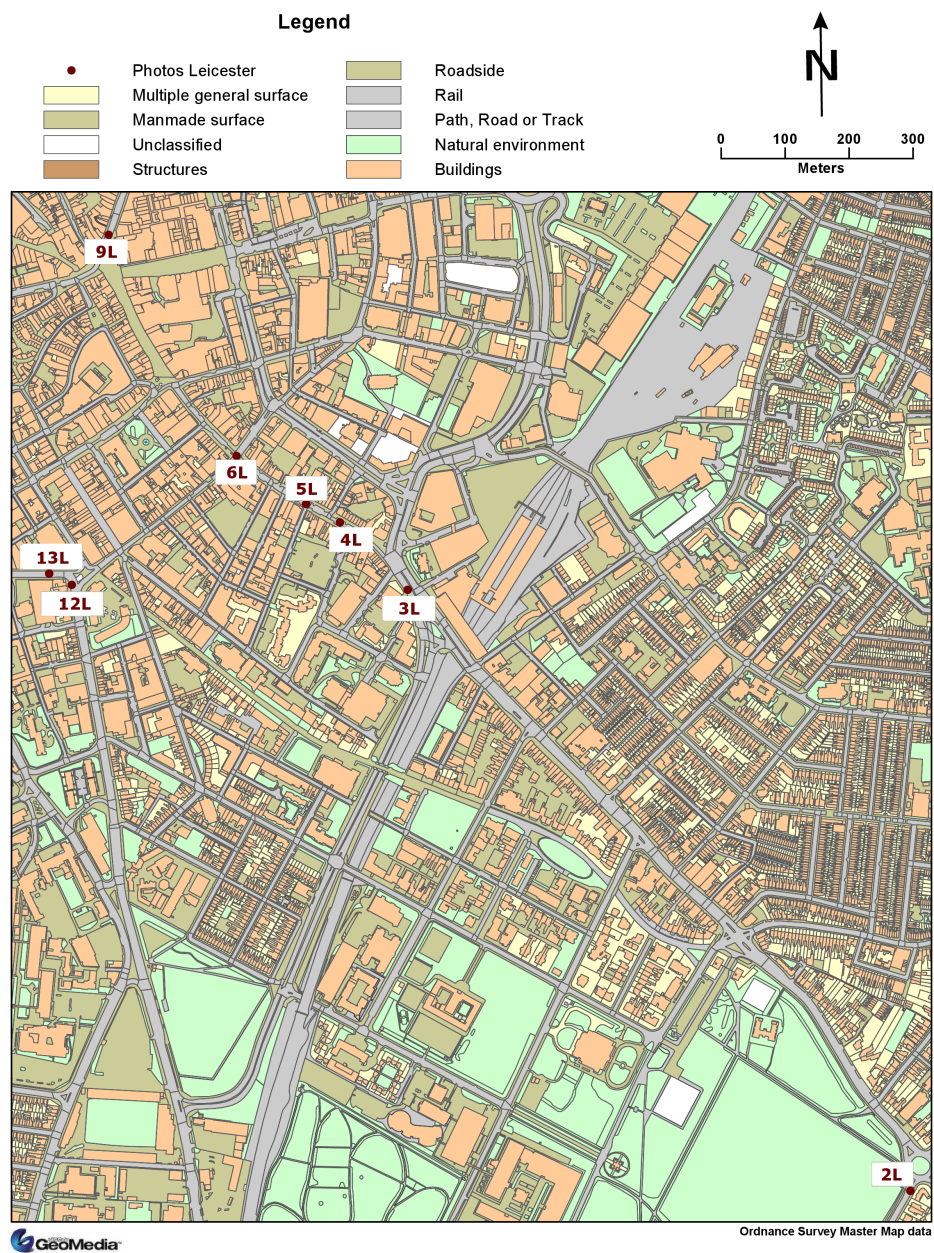 Legend
Photos Leicester
Multiple general surface
Manmade surface
Unclassified
Structures
Roadside
Rail
Path, Road or Track
Natural environment
Buildings
N
0 100 200 300
Meters
9L
6L
5L
4L
13L
12L
3L
2L
Ordnance Survey Master Map data
GeoMedia